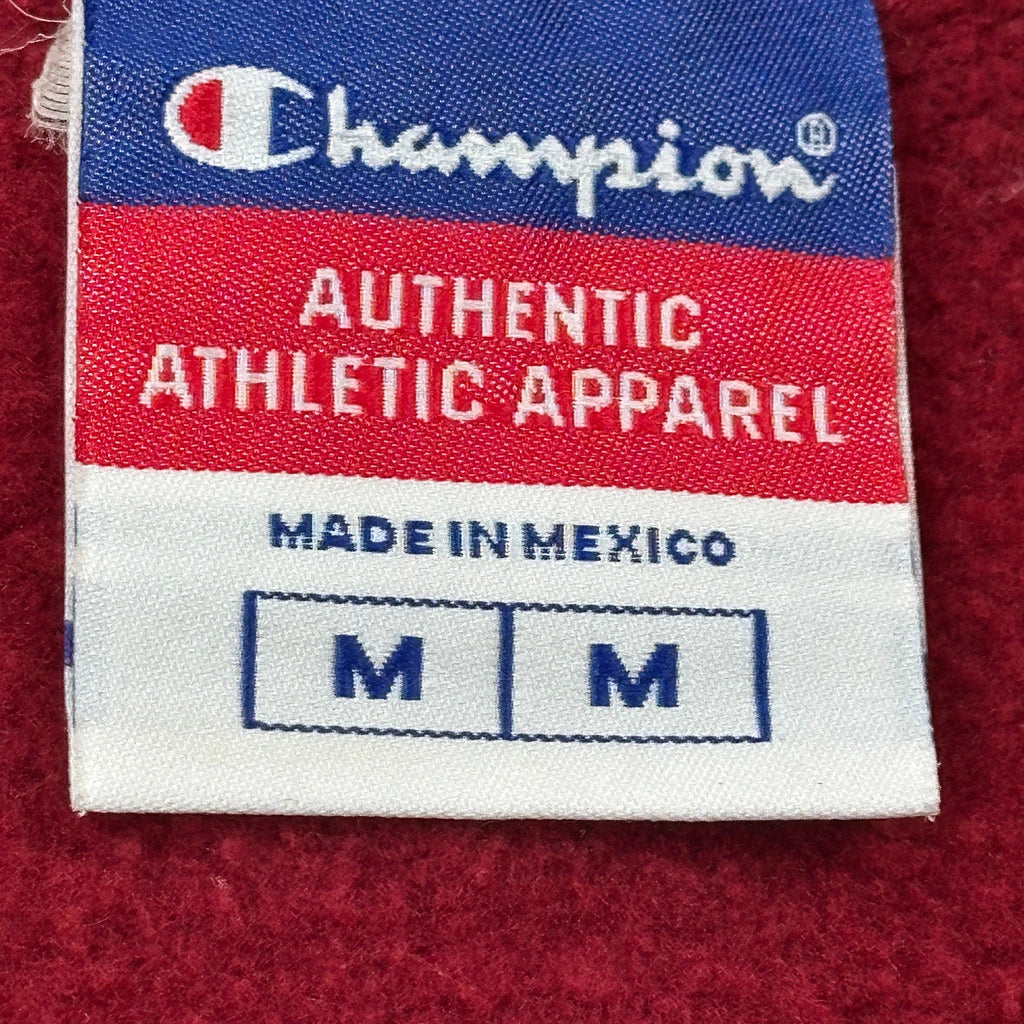 Champion®
AUTHENTIC
ATHLETIC APPAREL
MADE IN MEXICO
M M